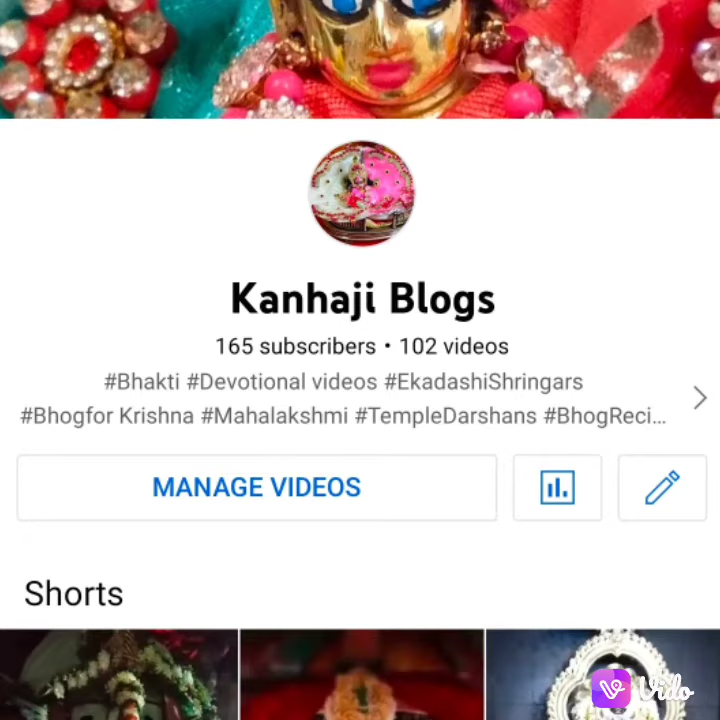 Kanhaji Blogs
165 subscribers • 102 videos
#Bhakti #Devotional videos #EkadashiShringars
#Bhogfor Krishna #Mahalakshmi #TempleDarshans #BhogReci...
MANAGE VIDEOS
Shorts
Vido